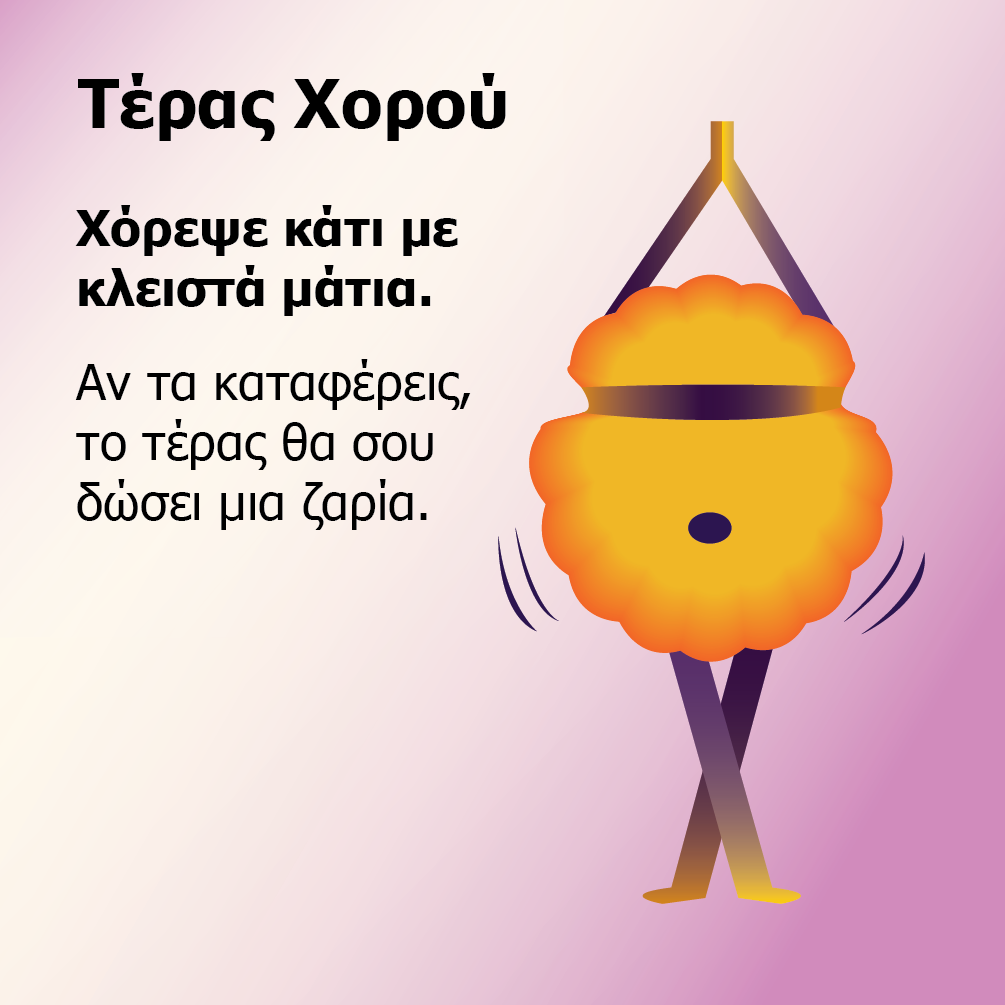 Τέρας Χορού
Χόρεψε κάτι με
κλειστά μάτια.
Αν τα καταφέρεις,
το τέρας θα σου
δώσει μια ζαρία.